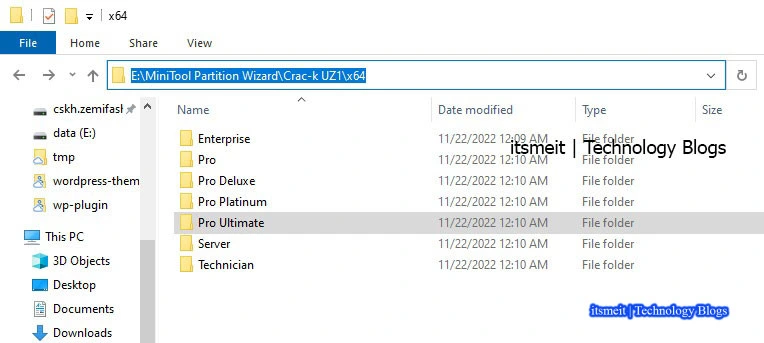 x64
File Home Share View
E:\MiniTool Partition Wizard\Crac-k UZ1\x64
Name Date modified Type Size
cskh.zemifasl
data (E:)
tmp
wordpress-them
wp-plugin
This PC
3D Objects
Desktop
Documents
Downloads
Enterprise 11/22/2022 12:09 AM File folder
itsmeit | Technology Blogs
Pro 11/22/2022 12:10 AM File folder
Pro Deluxe 11/22/2022 12:10 AM File folder
Pro Platinum 11/22/2022 12:10 AM File folder
Pro Ultimate 11/22/2022 12:10 AM File folder
Server 11/22/2022 12:10 AM File folder
Technician 11/22/2022 12:10 AM File folder
itsmeit | Technology Blogs